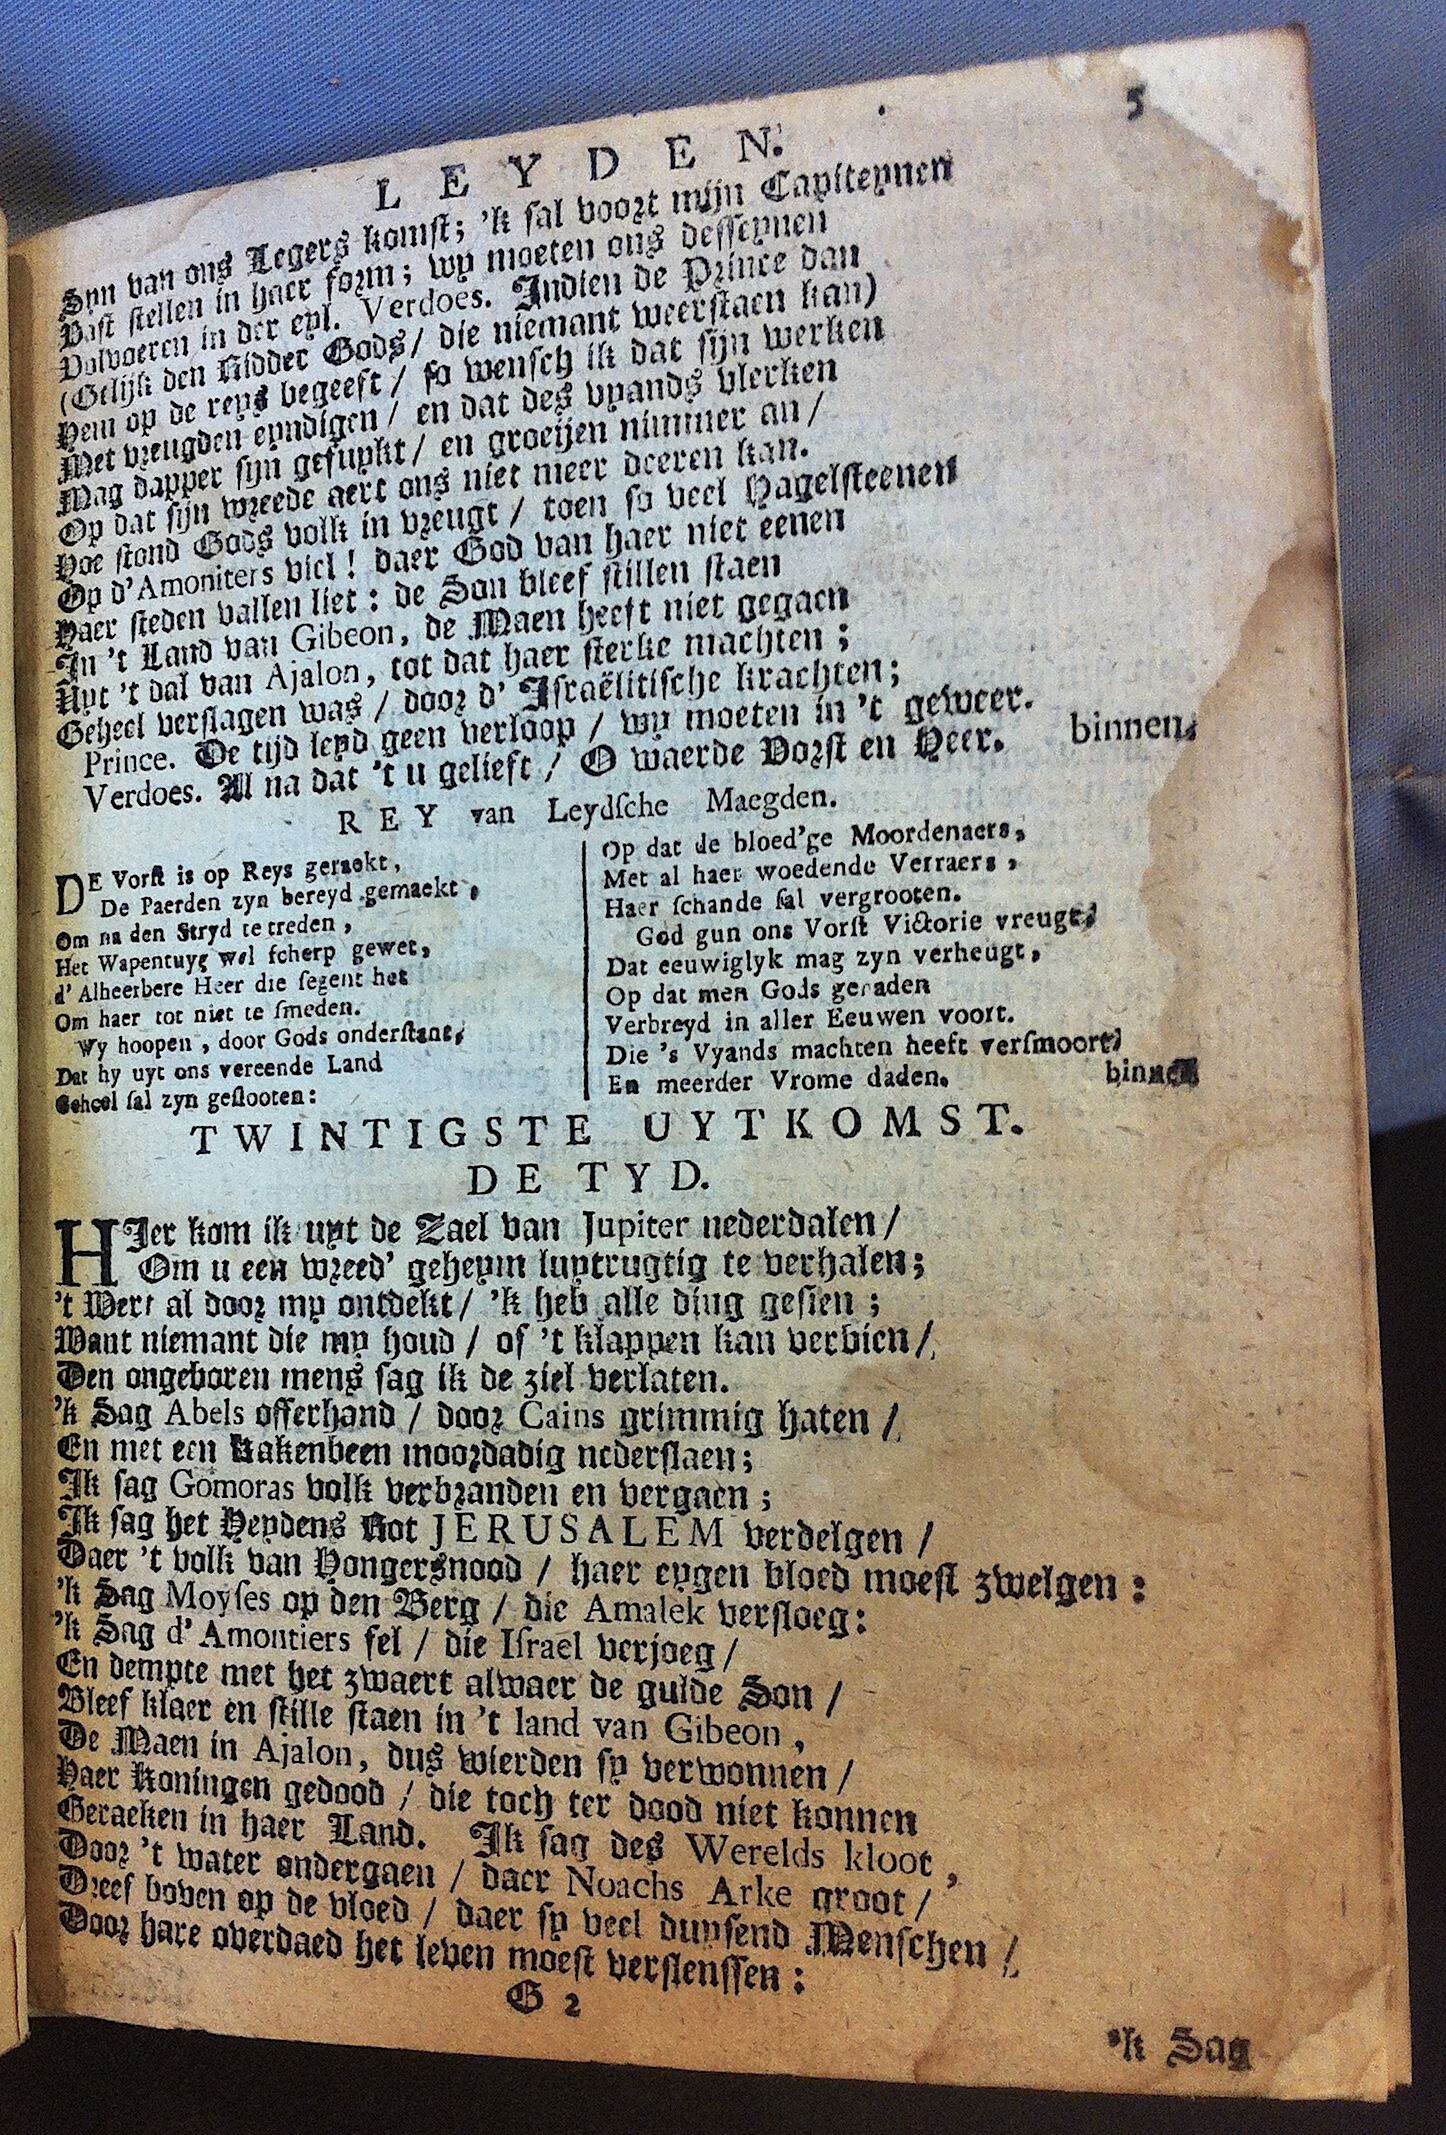 5
LEYDEN.
Syn van ons Legers komst; 'k sal voort mijn Capiteynen
Vast stellen in haer form; wy moeten ons desseynen
Volvoeren in der eyl. Verdoes. Indien de Prince dan
(Gelijk den Ridder Gods/ die niemant weerstaen kan)
Hem op de reys begeeft / so wensch ik dat sijn werken
Met vreugden eyndigen / en dat des vyands vlerken
Mag dapper sijn gesuykt / en groeijen nimmer an /
Op dat sijn wreede aert ons niet meer deeren kan.
Hoe stond Gods volk in vreugt / toen so veel Hagelsteenen
Op d'Amoniters viel! daer God van haer niet eenen
Haer steden vallen liet: de Son bleef stillen staen
In 't Land van Gibeon, de Maen heeft niet gegaen
Uyt 't dal van Ajalon, tot dat haer sterke machten;
Geheel verslagen was / door d' Israëlitische krachten;
Prince. De tijd leyd geen verloop / wy moeten in 't geweer.
Verdoes. Al na dat 't u gelieft / O waerde Vorst en Heer. binnen.
REY van Leydsche Maegden.
DE Vorst is op Reys geraekt,
De Paerden zyn bereyd gemaekt,
Om na den Stryd te treden,
Het Wapentuyg wel scherp gewet,
d' Alheerbere Heer die segent het
Om haer tot niet te smeden.
Wy hoopen, door Gods onderstant,
Dat hy uyt ons vereende Land
Geheel sal zyn geslooten:
Op dat de bloed'ge Moordenaers,
Met al haer woedende Verraers,
Haer schande sal vergrooten.
God gun ons Vorst Victorie vreugt,
Dat eeuwiglyk mag zyn verheugt,
Op dat men Gods genaden
Verbreyd in aller Eeuwen voort.
Die 's Vyands machten heeft versmoort,
En meerder Vrome daden. binnen
TWINTIGSTE UYTKOMST.
DE TYD.
HIer kom ik uyt de Zael van Jupiter nederdalen /
Om u een wreed' geheym luytrugtig te verhalen;
't Wert al door my ontdekt / 'k heb alle ding gesien;
Want niemant die my houd / of 't klappen kan verbien /
Den ongeboren mens sag ik de ziel verlaten.
'k Sag Abels offerhand / door Cains grimmig haten /
En met een kakenbeen moordadig nederslaen;
Ik sag Gomoras volk verbranden en vergaen;
Ik sag het Heydens Rot JERUSALEM verdelgen /
Daer 't volk van Hongersnood / haer eygen bloed moest zwelgen:
'k Sag Moyses op den Berg / die Amalek versloeg:
'k Sag d' Amontiers fel / die Israel verjoeg /
En dempte met het zwaert alwaer de gulde Son /
Bleef klaer en stille staen in 't land van Gibeon,
De Maen in Ajalon, dus wierden sy verwonnen /
Haer Koningen gedood / die toch ter dood niet konnen
Geraeken in haer Land. Ik sag des Werelds kloot,
Door 't water ondergaen / daer Noachs Arke groot /
Dreef boven op de vloed / daer sy veel duysend Menschen /
Door hare overdaed het leven moest verslenssen:
G 2
'k Sag